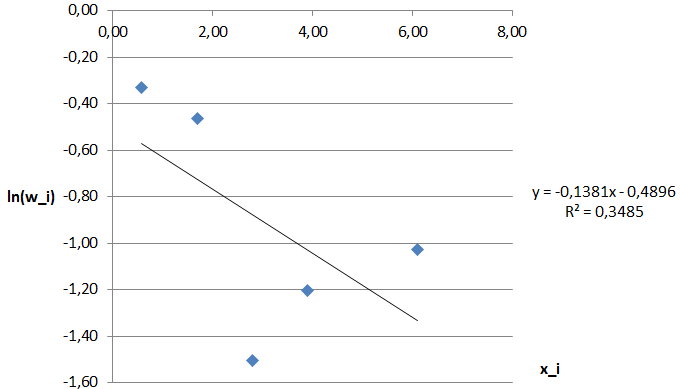 0,00
0,00 2,00 4,00 6,00 8,00
-0,20
-0,40
-0,60
-0,80
-1,00
-1,20
-1,40
-1,60
ln(w_i)
y = -0,1381x - 0,4896
R² = 0,3485
x_i